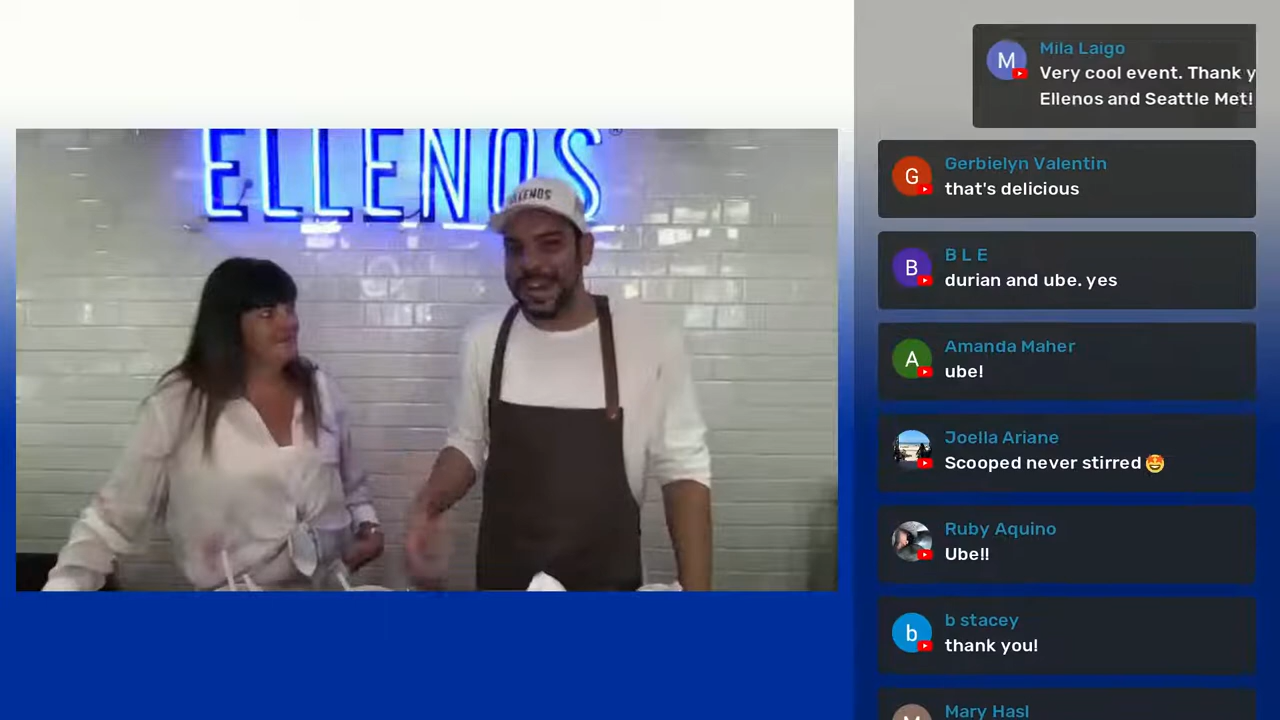 ELLENOS
ELLENOS
M
Mila Laigo
Very cool event. Thank y
Ellenos and Seattle Met!
G
Gerbielyn Valentin
that's delicious
B
B L E
durian and ube. yes
A
Amanda Maher
ube!
Joella Ariane
Scooped never stirred 🤩
Ruby Aquino
Ube!!
b
b stacey
thank you!
M
Mary Hasl